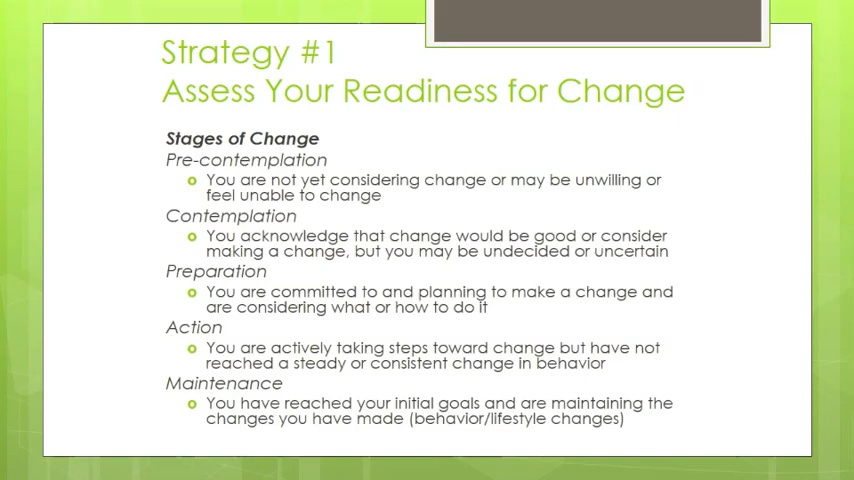 Strategy #1
Assess Your Readiness for Change
Stages of Change
Pre-contemplation
You are not yet considering change or may be unwilling or
feel unable to change
Contemplation
You acknowledge that change would be good or consider
making a change, but you may be undecided or uncertain
Preparation
You are committed to and planning to make a change and
are considering what or how to do it
Action
You are actively taking steps toward change but have not
reached a steady or consistent change in behavior
Maintenance
You have reached your initial goals and are maintaining the
changes you have made (behavior/lifestyle changes)